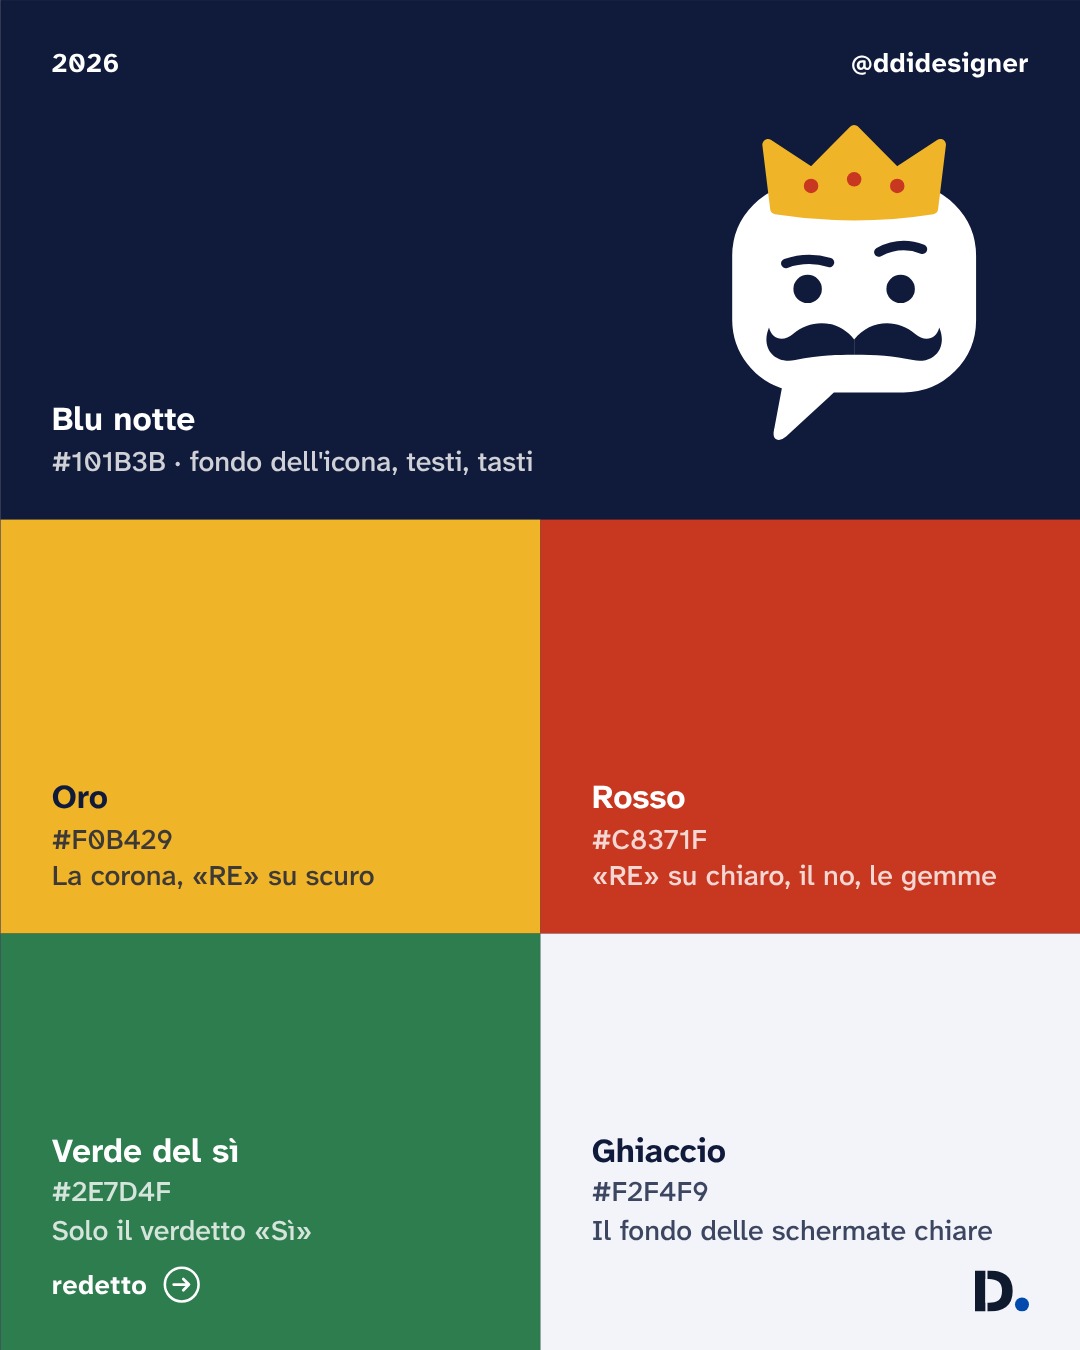 2026
@ddidesigner
Blu notte
#101B3B · fondo dell'icona, testi, tasti
Oro
#F0B429
La corona, «RE» su scuro
Rosso
#C8371F
«RE» su chiaro, il no, le gemme
Verde del sì
#2E7D4F
Solo il verdetto «Sì»
redetto
Ghiaccio
#F2F4F9
Il fondo delle schermate chiare
D.